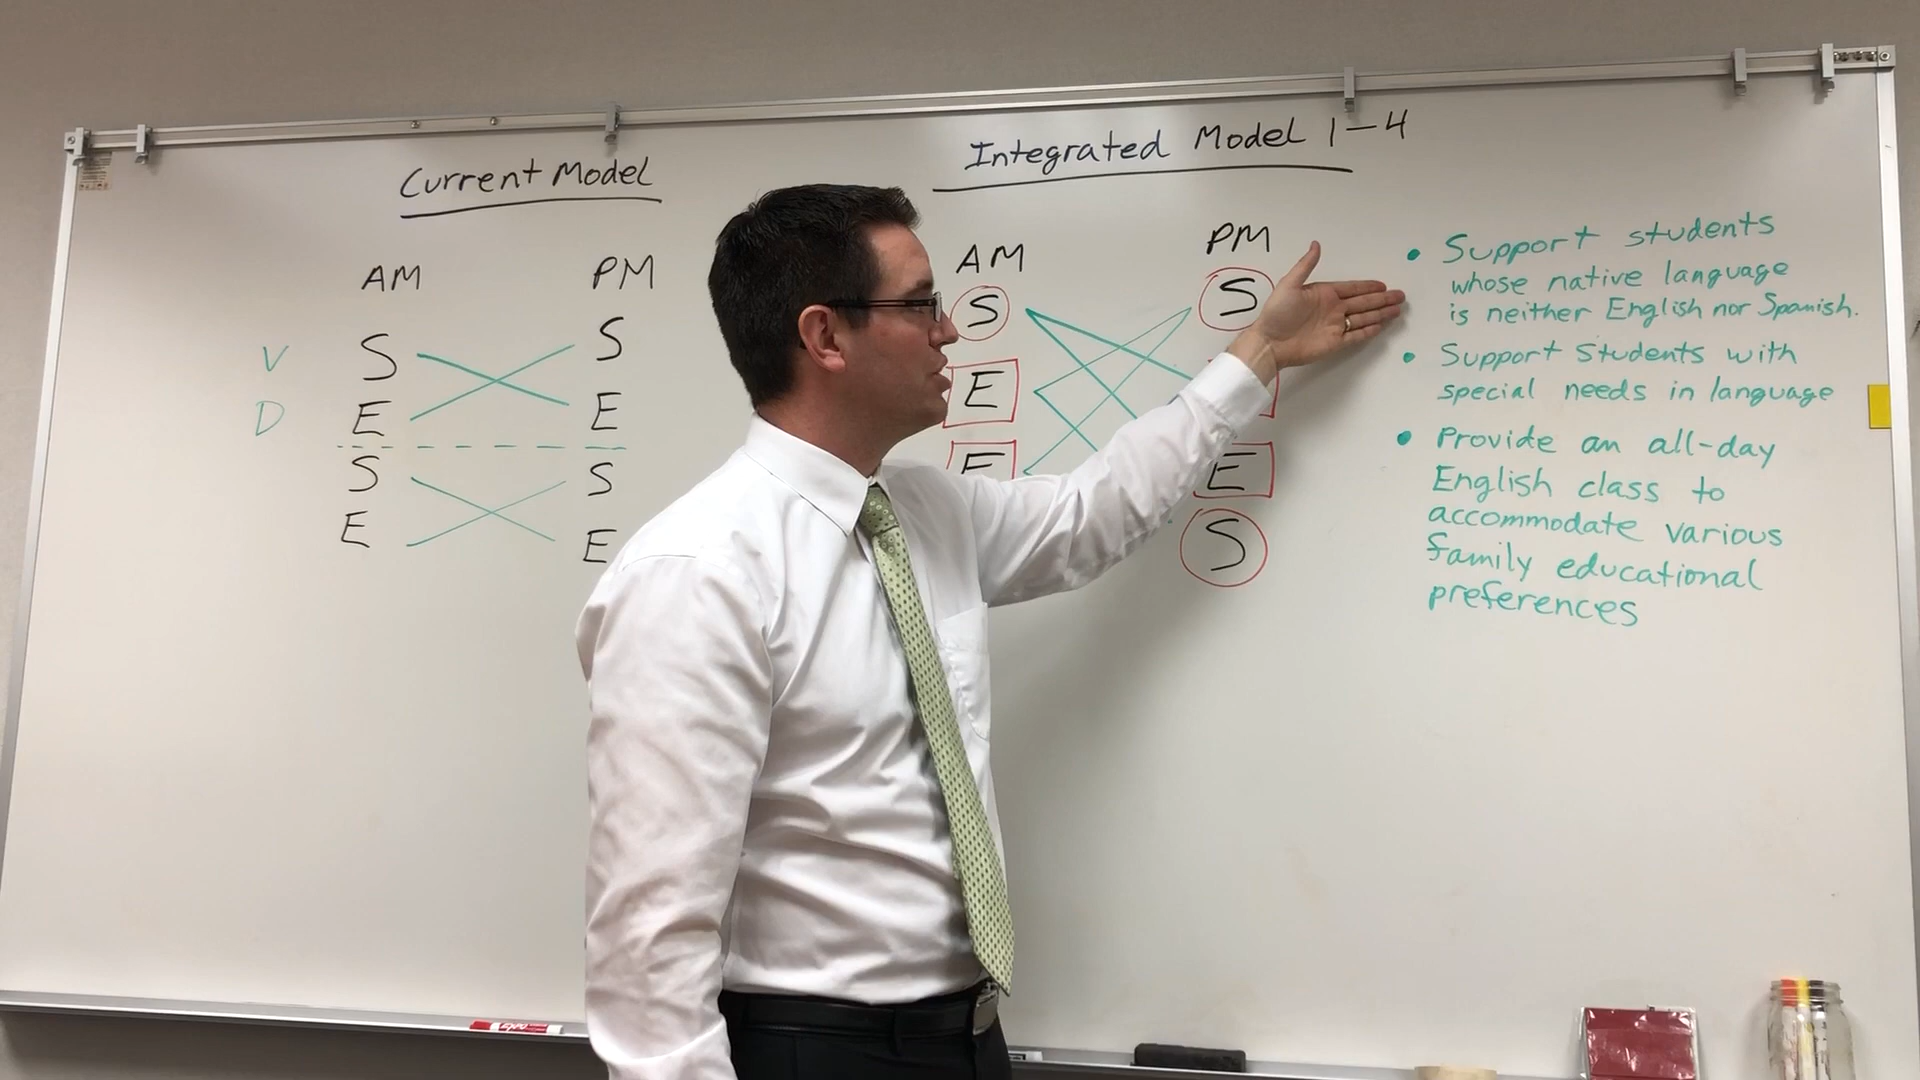 Current Model
AM PM
V S S
D E E
S S
E E
Integrated Model 1-4
AM PM
S S
E
E E
S
• Support students
whose native language
is neither English nor Spanish.
• Support Students with
special needs in language
• Provide an all-day
English class to
accommodate various
family educational
preferences
Expo